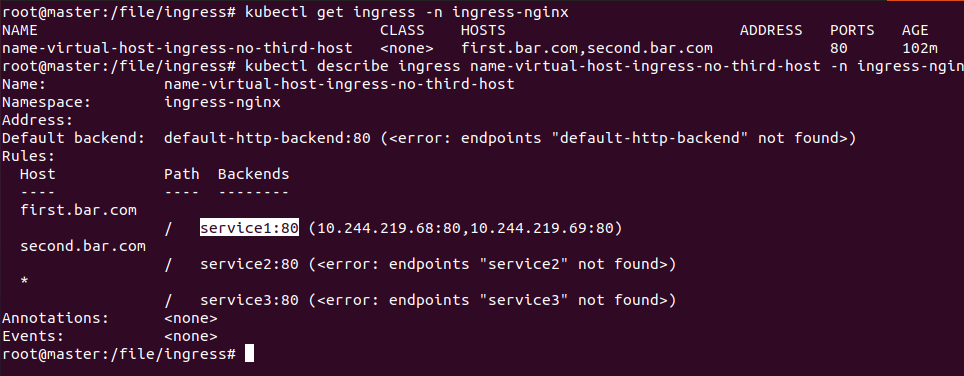 root@master:/file/ingress# kubectl get ingress -n ingress-nginx
NAME                                    CLASS    HOSTS                          ADDRESS   PORTS   AGE
name-virtual-host-ingress-no-third-host   <none>   first.bar.com,second.bar.com             80      102m
root@master:/file/ingress# kubectl describe ingress name-virtual-host-ingress-no-third-host -n ingress-ngin
Name:             name-virtual-host-ingress-no-third-host
Namespace:        ingress-nginx
Address:
Default backend:  default-http-backend:80 (<error: endpoints "default-http-backend" not found>)
Rules:
  Host            Path  Backends
  ----            ----  --------
  first.bar.com
                  /   service1:80 (10.244.219.68:80,10.244.219.69:80)
  second.bar.com
                  /   service2:80 (<error: endpoints "service2" not found>)
  *
                  /   service3:80 (<error: endpoints "service3" not found>)
Annotations:      <none>
Events:           <none>
root@master:/file/ingress#